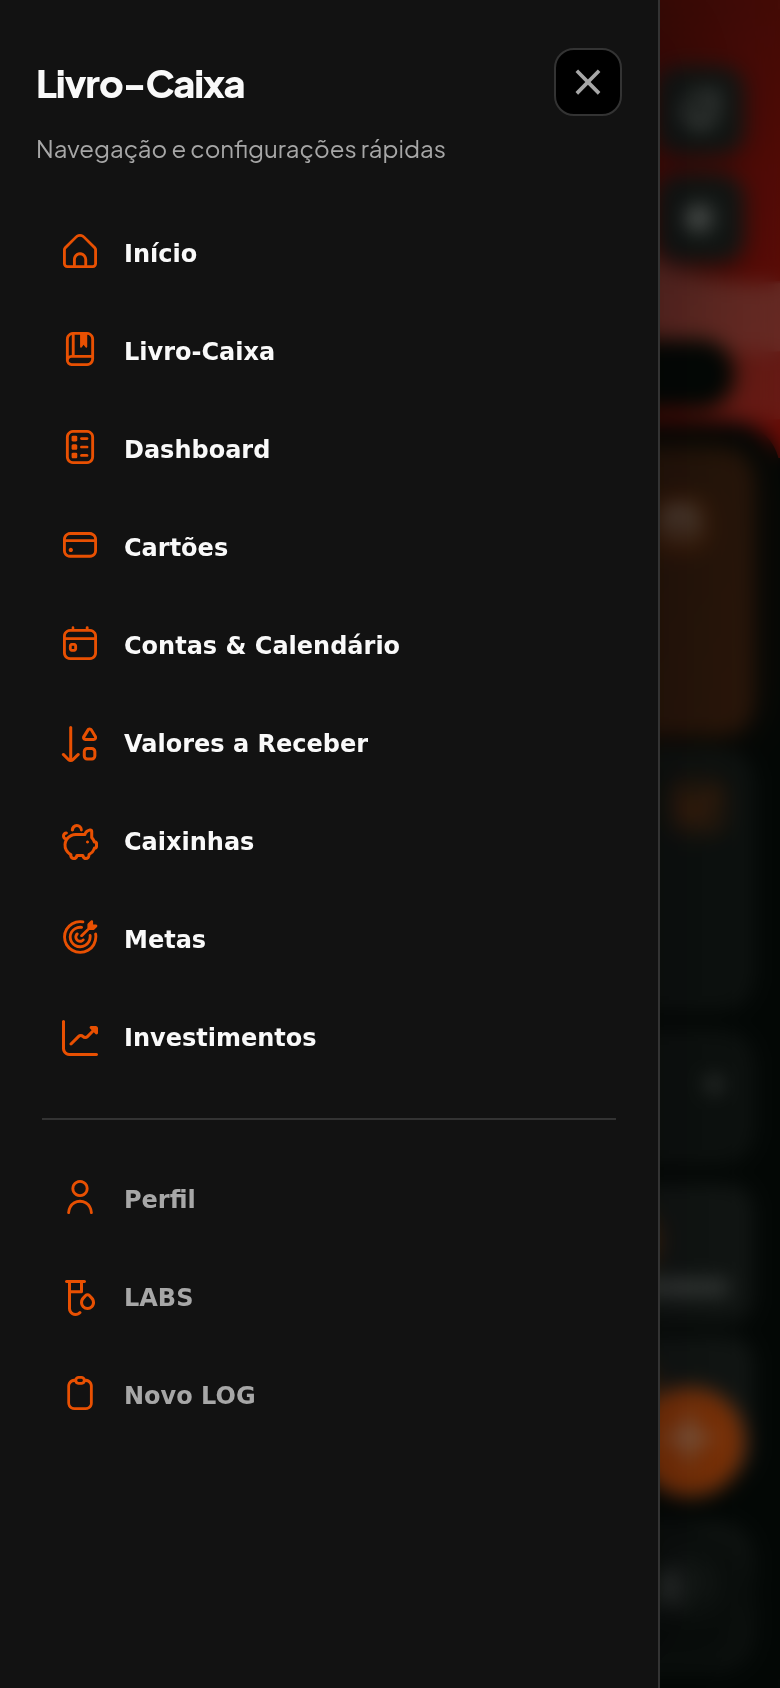 Livro-Caixa
Navegação e configurações rápidas
Início
Livro-Caixa
Dashboard
Cartões
Contas & Calendário
Valores a Receber
Caixinhas
Metas
Investimentos
Perfil
LABS
Novo LOG